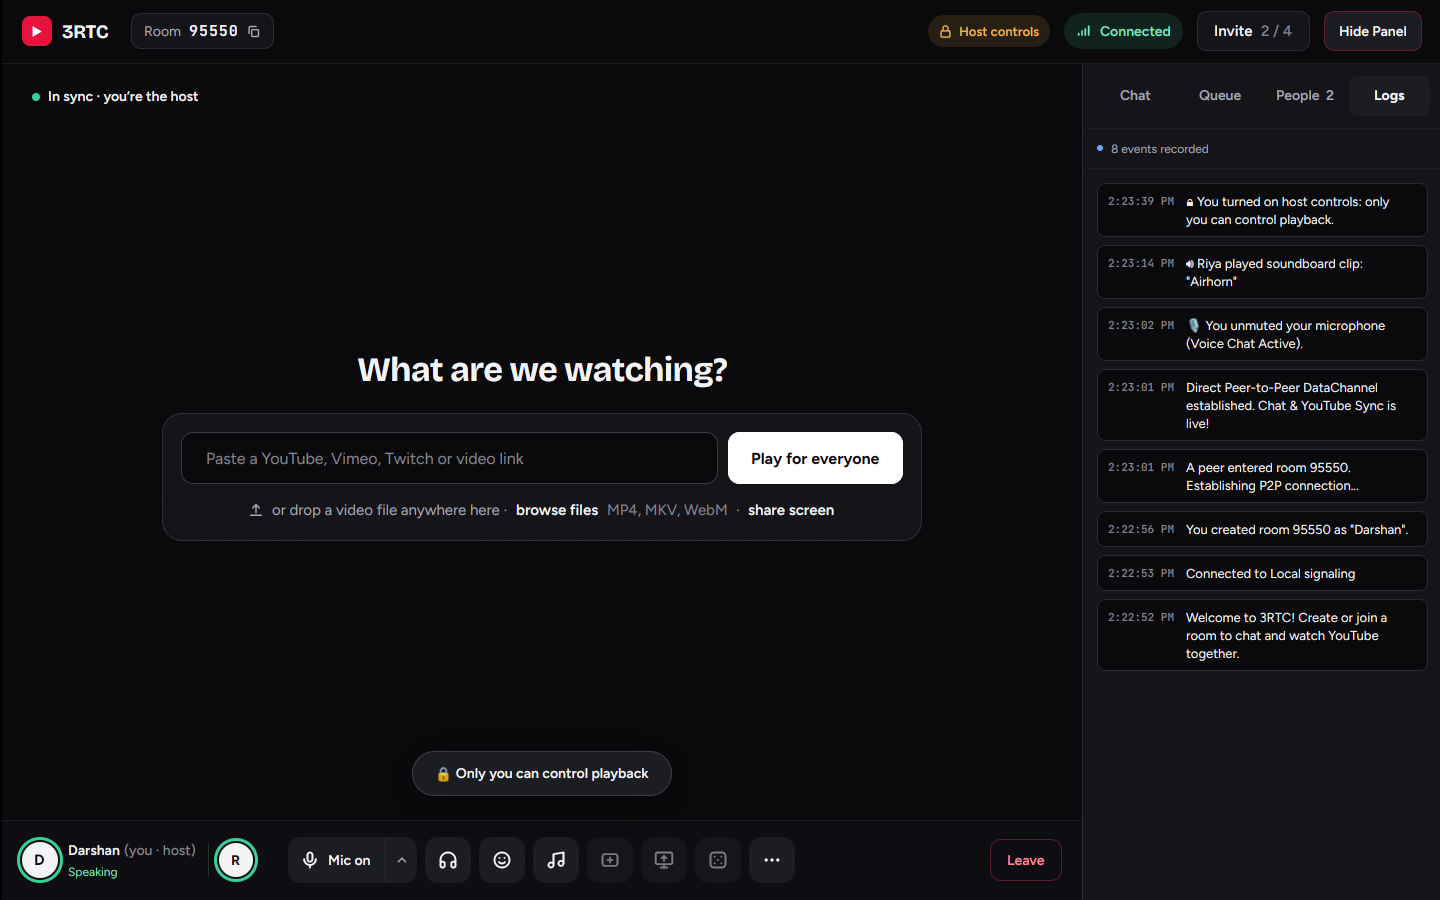 3RTC
Room 95550
Host controls
Connected
Invite 2 / 4
Hide Panel
In sync · you’re the host
Chat
Queue
People 2
Logs
8 events recorded
2:23:39 PM 🔒 You turned on host controls: only
you can control playback.
2:23:14 PM 🔊 Riya played soundboard clip:
"Airhorn"
2:23:02 PM 🎙️ You unmuted your microphone
(Voice Chat Active).
2:23:01 PM Direct Peer-to-Peer DataChannel
established. Chat & YouTube Sync is
live!
2:23:01 PM A peer entered room 95550.
Establishing P2P connection...
2:22:56 PM You created room 95550 as "Darshan".
2:22:53 PM Connected to Local signaling
2:22:52 PM Welcome to 3RTC! Create or join a
room to chat and watch YouTube
together.
What are we watching?
Paste a YouTube, Vimeo, Twitch or video link
Play for everyone
or drop a video file anywhere here · browse files MP4, MKV, WebM · share screen
🔒 Only you can control playback
D
Darshan (you · host)
Speaking
R
Mic on
Leave